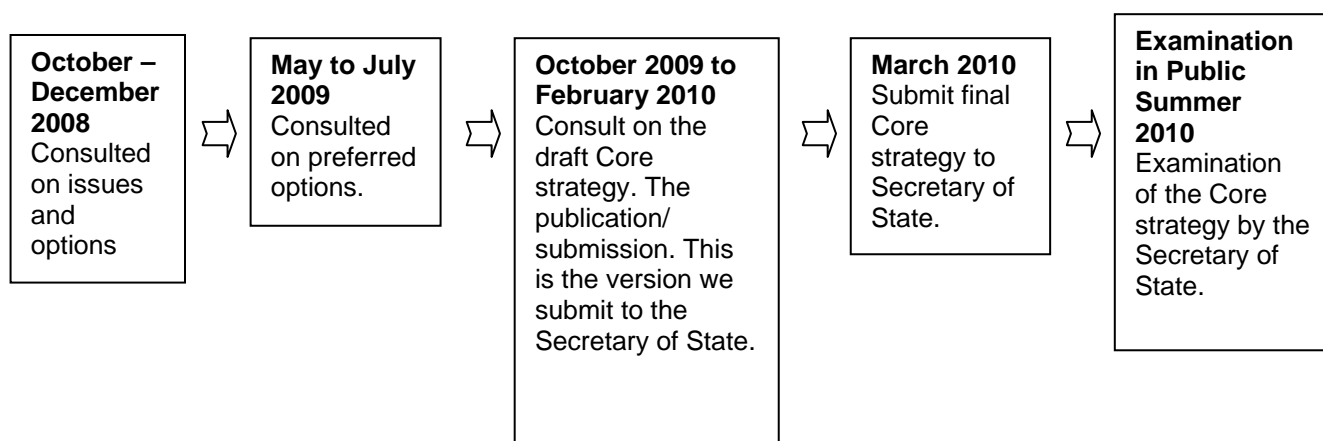 October –
December
2008
Consulted
on issues
and
options
May to July
2009
Consulted
on preferred
options.
October 2009 to
February 2010
Consult on the
draft Core
strategy. The
publication/
submission. This
is the version we
submit to the
Secretary of State.
March 2010
Submit final
Core
strategy to
Secretary of
State.
Examination
in Public
Summer
2010
Examination
of the Core
strategy by the
Secretary of
State.